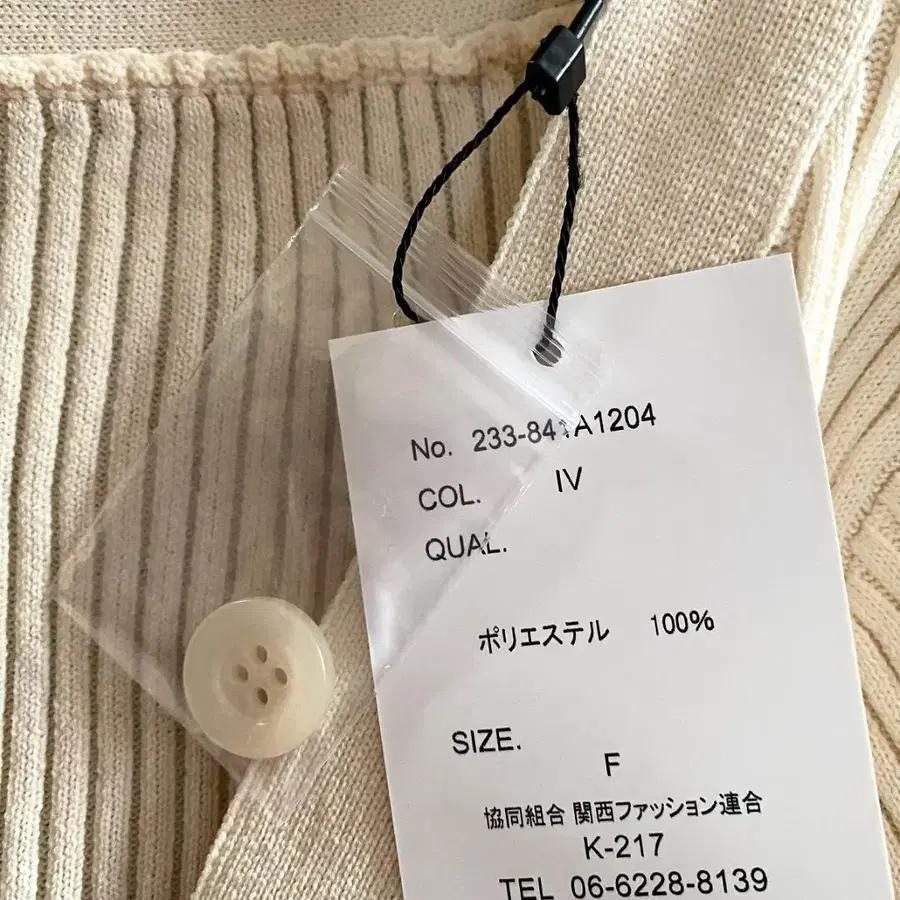 No. 233-841A1204
COL. IV
QUAL.
ポリエステル 100%
SIZE.
F
協同組合 関西ファッション連合
K-217
TEL 06-6228-8139